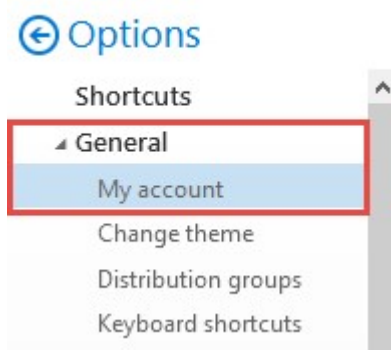 Options
Shortcuts
General
My account
Change theme
Distribution groups
Keyboard shortcuts